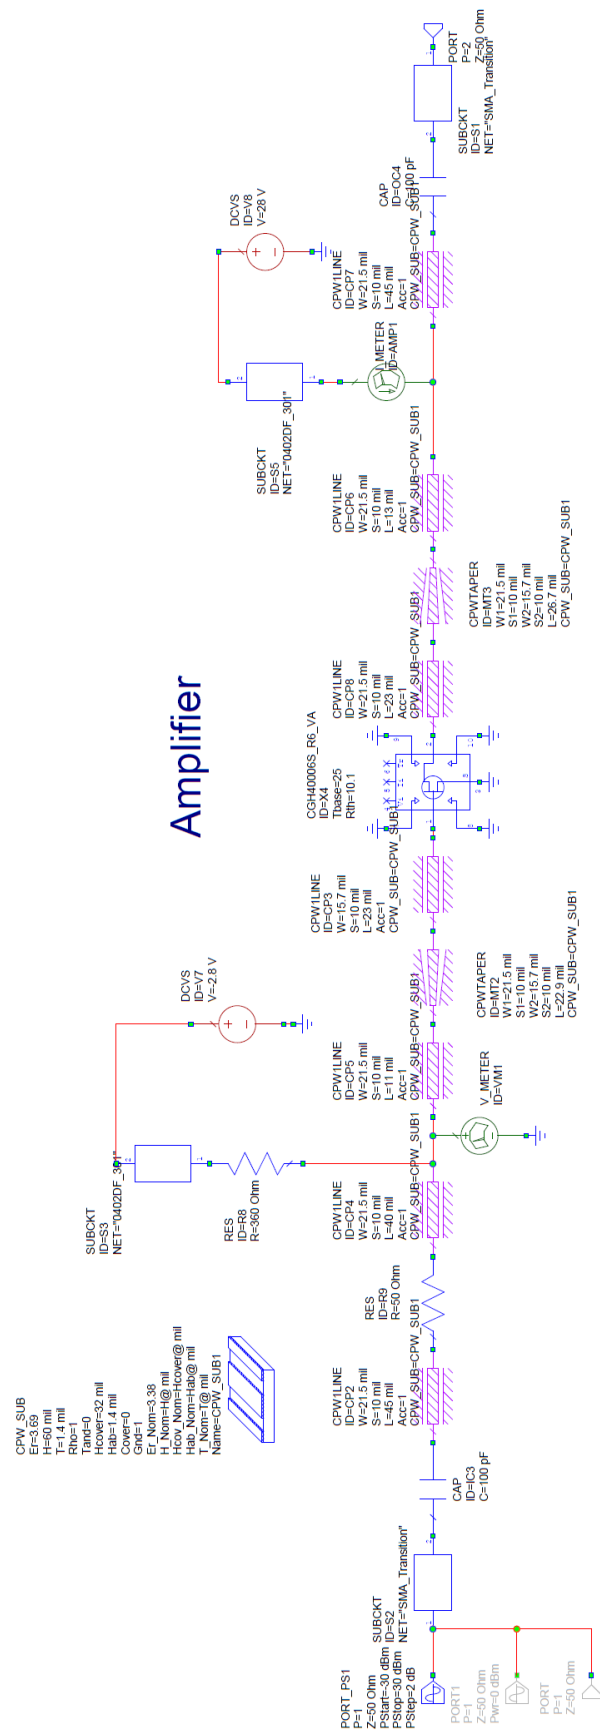 Amplifier
PORT
P=2
Z=50 Ohm
SUBCKT
ID=S1
NET="SMA_Transition"
CAP
ID=OC4
C=100 pF
DCVS
ID=V8
V=28 V
CPW1LINE
ID=CP7
W=21.5 mil
S=10 mil
L=45 mil
Acc=1
CPW_SUB=CPW_SUB1
I_METER
ID=AMP1
SUBCKT
ID=S5
NET="0402DF_301"
CPW1LINE
ID=CP6
W=21.5 mil
S=10 mil
L=13 mil
Acc=1
CPW_SUB=CPW_SUB1
CPWTAPER
ID=MT3
W1=21.5 mil
S1=10 mil
W2=15.7 mil
S2=10 mil
L=26.7 mil
CPW_SUB=CPW_SUB1
CPW1LINE
ID=CP8
W=21.5 mil
S=10 mil
L=23 mil
Acc=1
CPW_SUB=CPW_SUB1
CGH40006S_R6_VA
ID=X4
Tbase=25
Rth=10.1
CPW1LINE
ID=CP3
W=15.7 mil
S=10 mil
L=23 mil
Acc=1
CPW_SUB=CPW_SUB1
CPWTAPER
ID=MT2
W1=21.5 mil
S1=10 mil
W2=15.7 mil
S2=10 mil
L=22.9 mil
CPW_SUB=CPW_SUB1
DCVS
ID=V7
V=-2.8 V
CPW1LINE
ID=CP5
W=21.5 mil
S=10 mil
L=11 mil
Acc=1
CPW_SUB=CPW_SUB1
V_METER
ID=VM1
SUBCKT
ID=S3
NET="0402DF_301"
RES
ID=R8
R=360 Ohm
CPW1LINE
ID=CP4
W=21.5 mil
S=10 mil
L=40 mil
Acc=1
CPW_SUB=CPW_SUB1
RES
ID=R9
R=50 Ohm
CPW1LINE
ID=CP2
W=21.5 mil
S=10 mil
L=45 mil
Acc=1
CPW_SUB=CPW_SUB1
CPW_SUB
Er=3.69
H=60 mil
T=1.4 mil
Rho=1
Tand=0
Hcover=32 mil
Hab=1.4 mil
Cover=0
Gnd=1
Er_Nom=3.38
H_Nom=H@ mil
Hcov_Nom=Hcover@ mil
Hab_Nom=Hab@ mil
T_Nom=T@ mil
Name=CPW_SUB1
CAP
ID=IC3
C=100 pF
SUBCKT
ID=S2
NET="SMA_Transition"
PORT_PS1
P=1
Z=50 Ohm
PStart=-30 dBm
PStop=30 dBm
PStep=2 dB
PORT1
P=1
Z=50 Ohm
Pwr=0 dBm
PORT
P=1
Z=50 Ohm